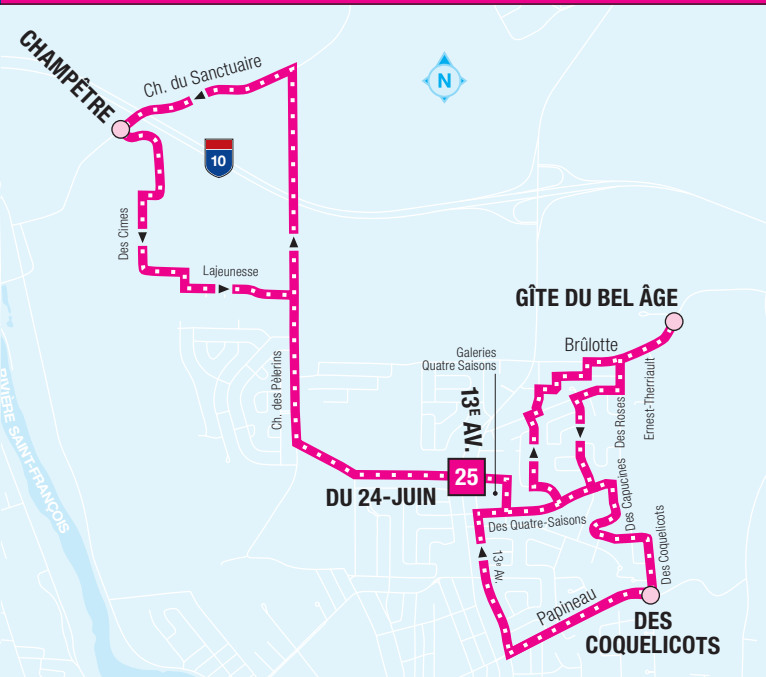 CHAMPÊTRE
Ch. du Sanctuaire
N
10
Des Cimes
Lajeunesse
GÎTE DU BEL ÂGE
Brûlotte
Galeries
Quatre Saisons
Ernest-Therriault
Des Roses
Ch. des Pèlerins
13E AV.
25
DU 24-JUIN
Des Quatre-Saisons
Des Capucines
Des Coquelicots
13e Av.
Papineau
DES
COQUELICOTS
RIVIÈRE SAINT-FRANÇOIS